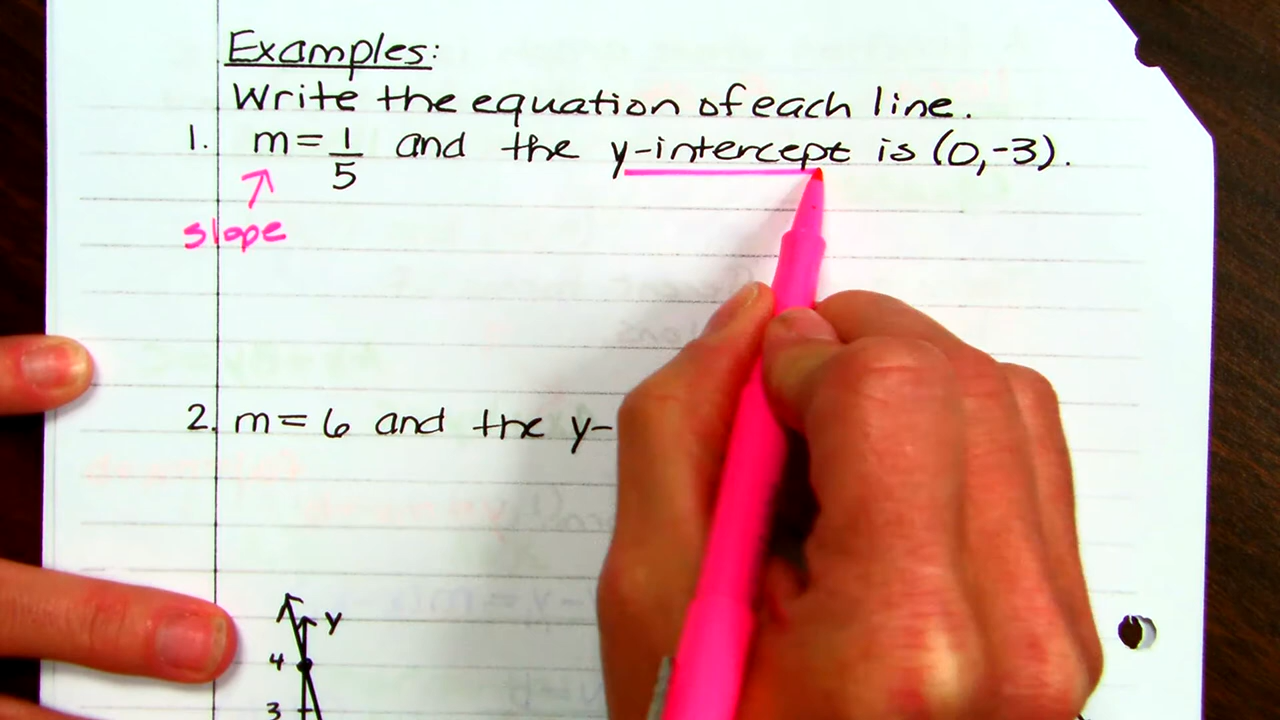 Examples:
Write the equation of each line.
1. m = 1/5 and the y-intercept is (0,-3).
slope
2. m = 6 and the y-
y
4
3